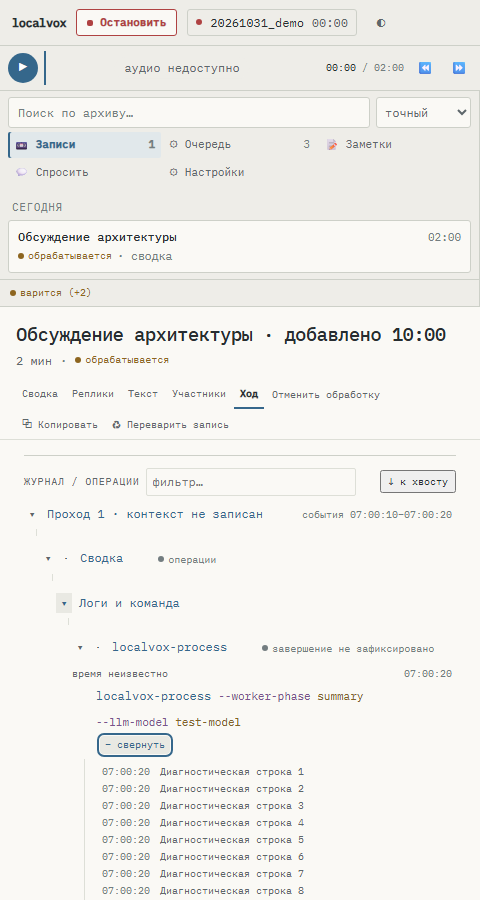 localvox Остановить 20261031_demo 00:00
аудио недоступно 00:00 / 02:00
Поиск по архиву… точный
Записи 1 Очередь 3 Заметки
Спросить Настройки
СЕГОДНЯ
Обсуждение архитектуры 02:00
обрабатывается · сводка
варится (+2)
Обсуждение архитектуры · добавлено 10:00
2 мин · обрабатывается
Сводка Реплики Текст Участники Ход Отменить обработку
Копировать Переварить запись
ЖУРНАЛ / ОПЕРАЦИИ фильтр… ↓ к хвосту
▾ Проход 1 · контекст не записан события 07:00:10–07:00:20
▾ · Сводка операции
▾ Логи и команда
▾ · localvox-process завершение не зафиксировано
время неизвестно 07:00:20
localvox-process --worker-phase summary
--llm-model test-model
− свернуть
07:00:20 Диагностическая строка 1
07:00:20 Диагностическая строка 2
07:00:20 Диагностическая строка 3
07:00:20 Диагностическая строка 4
07:00:20 Диагностическая строка 5
07:00:20 Диагностическая строка 6
07:00:20 Диагностическая строка 7
07:00:20 Диагностическая строка 8